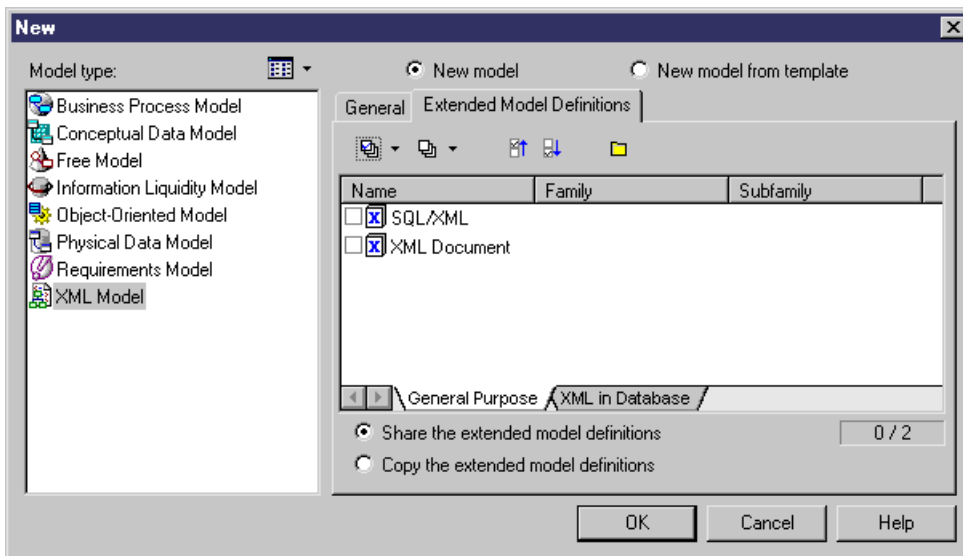 New
Model type:
New model
New model from template
Business Process Model
Conceptual Data Model
Free Model
Information Liquidity Model
Object-Oriented Model
Physical Data Model
Requirements Model
XML Model
General
Extended Model Definitions
Name Family Subfamily
SQL/XML
XML Document
General Purpose
XML in Database
Share the extended model definitions
0 / 2
Copy the extended model definitions
OK
Cancel
Help